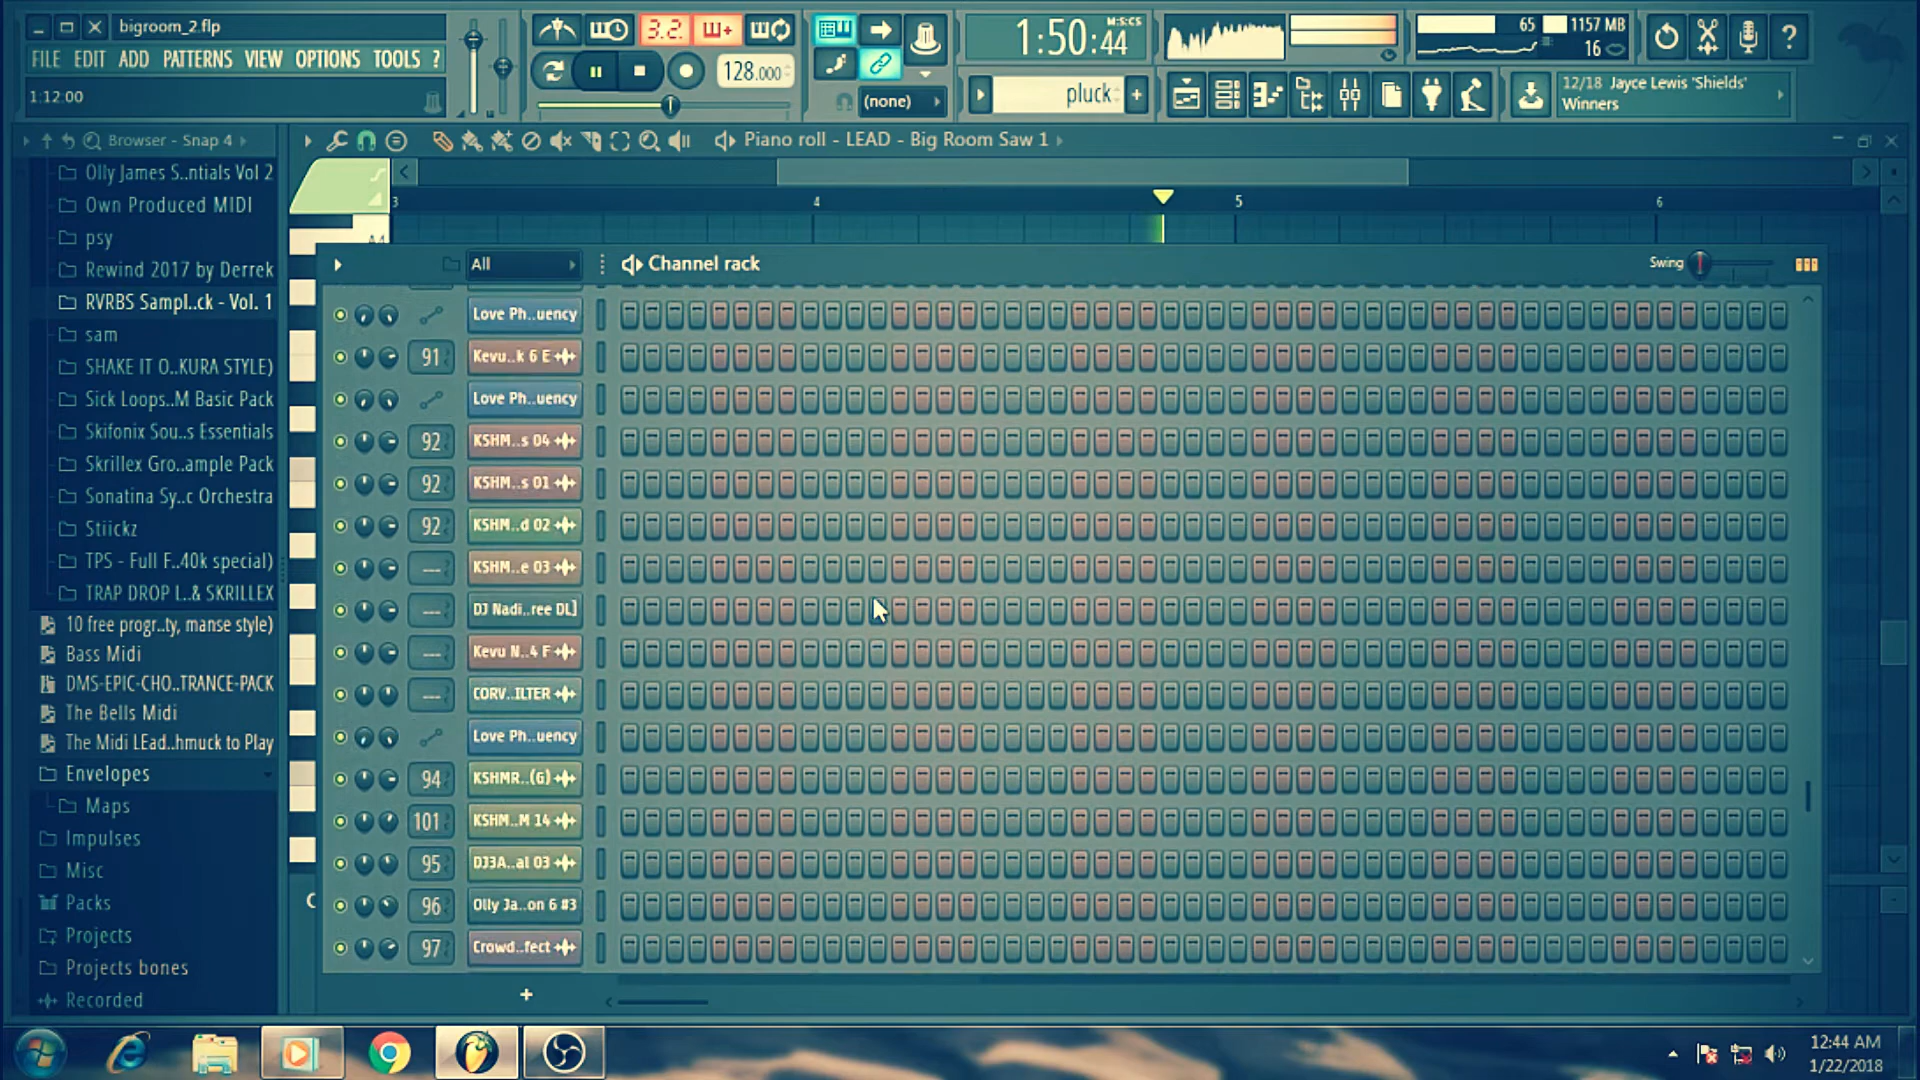 bigroom_2.flp
FILE EDIT ADD PATTERNS VIEW OPTIONS TOOLS ?
1:12:00
3.2.
128.000
(none)
1:50:44
M:S:CS
pluck
65
1157 MB
16
12/18 Jayce Lewis 'Shields'
Winners
Browser - Snap 4
Piano roll - LEAD - Big Room Saw 1
3
4
5
6
A4
Olly James S..ntials Vol 2
Own Produced MIDI
psy
Rewind 2017 by Derrek
RVRBS Sampl..ck - Vol. 1
sam
SHAKE IT O..KURA STYLE)
Sick Loops..M Basic Pack
Skifonix Sou..s Essentials
Skrillex Gro..ample Pack
Sonatina Sy..c Orchestra
Stiickz
TPS - Full F..40k special)
TRAP DROP I..& SKRILLEX
10 free progr..ty, manse style)
Bass Midi
DMS-EPIC-CHO..TRANCE-PACK
The Bells Midi
The Midi LEad..hmuck to Play
Envelopes
Maps
Impulses
Misc
Packs
Projects
Projects bones
Recorded
C
All
Channel rack
Swing
Love Ph..uency
91 Kevu..k 6 E
Love Ph..uency
92 KSHM..s 04
92 KSHM..s 01
92 KSHM..d 02
--- KSHM..e 03
--- DJ Nadi..ree DL]
--- Kevu N..4 F
--- CORV..ILTER
Love Ph..uency
94 KSHMR..(G)
101 KSHM..M 14
95 DJ3A..al 03
96 Olly Ja..on 6 #3
97 Crowd..fect
+
12:44 AM
1/22/2018